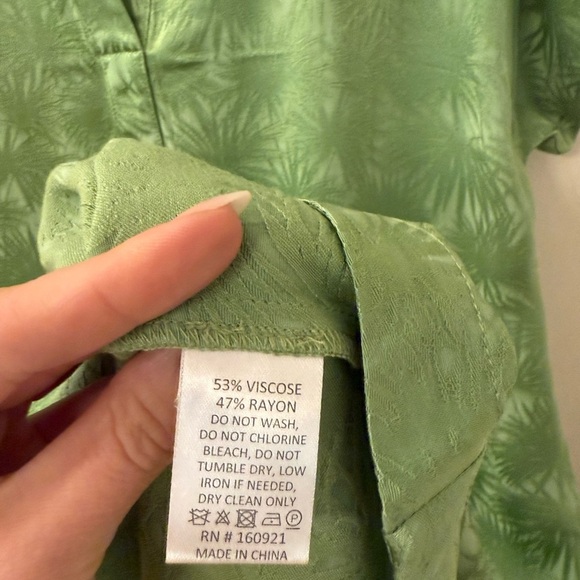 53% VISCOSE
47% RAYON
DO NOT WASH,
DO NOT CHLORINE
BLEACH, DO NOT
TUMBLE DRY, LOW
IRON IF NEEDED,
DRY CLEAN ONLY
RN # 160921
MADE IN CHINA